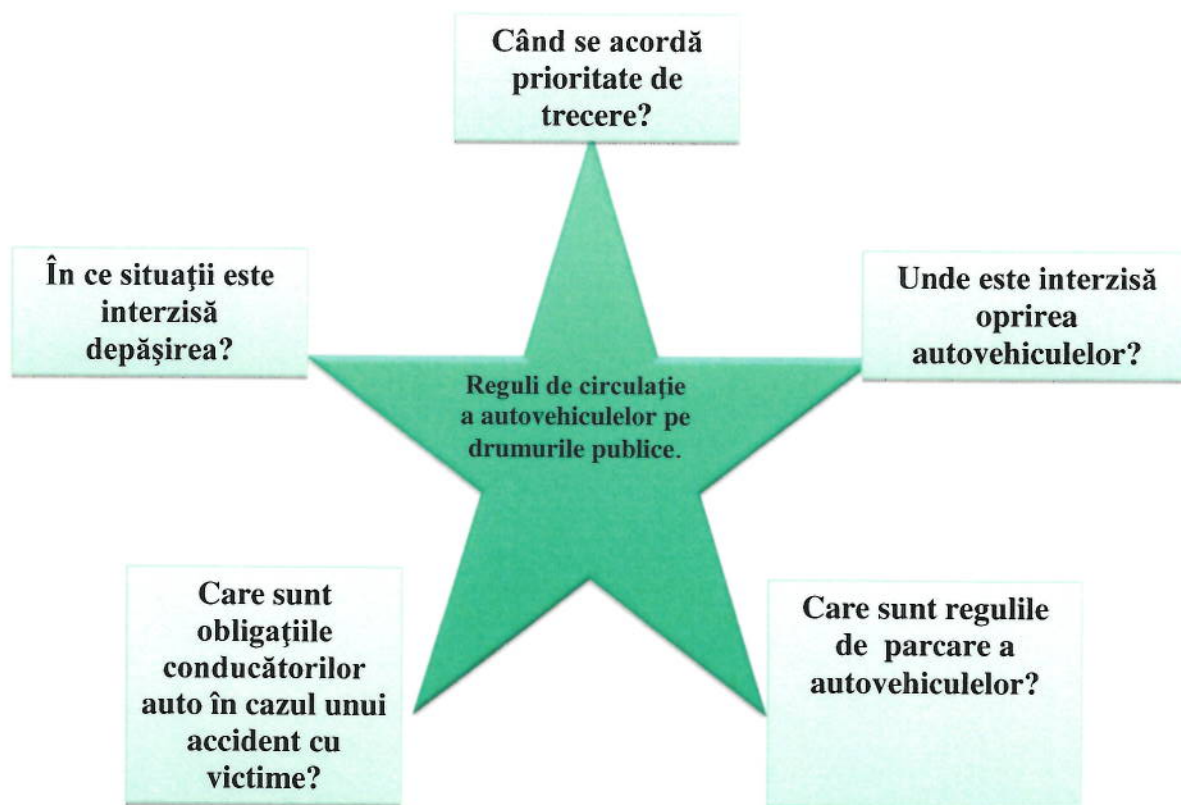 Când se acordă
prioritate de
trecere?
În ce situaţii este
interzisă
depăşirea?
Unde este interzisă
oprirea
autovehiculelor?
Reguli de circulaţie
a autovehiculelor pe
drumurile publice.
Care sunt
obligaţiile
conducătorilor
auto în cazul unui
accident cu
victime?
Care sunt regulile
de parcare a
autovehiculelor?